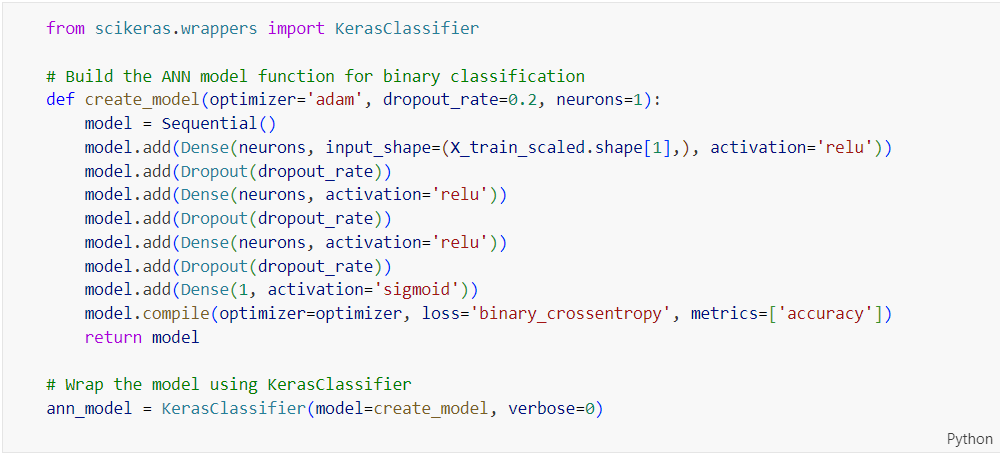 from scikeras.wrappers import KerasClassifier

# Build the ANN model function for binary classification
def create_model(optimizer='adam', dropout_rate=0.2, neurons=1):
    model = Sequential()
    model.add(Dense(neurons, input_shape=(X_train_scaled.shape[1],), activation='relu'))
    model.add(Dropout(dropout_rate))
    model.add(Dense(neurons, activation='relu'))
    model.add(Dropout(dropout_rate))
    model.add(Dense(neurons, activation='relu'))
    model.add(Dropout(dropout_rate))
    model.add(Dense(1, activation='sigmoid'))
    model.compile(optimizer=optimizer, loss='binary_crossentropy', metrics=['accuracy'])
    return model

# Wrap the model using KerasClassifier
ann_model = KerasClassifier(model=create_model, verbose=0)
Python